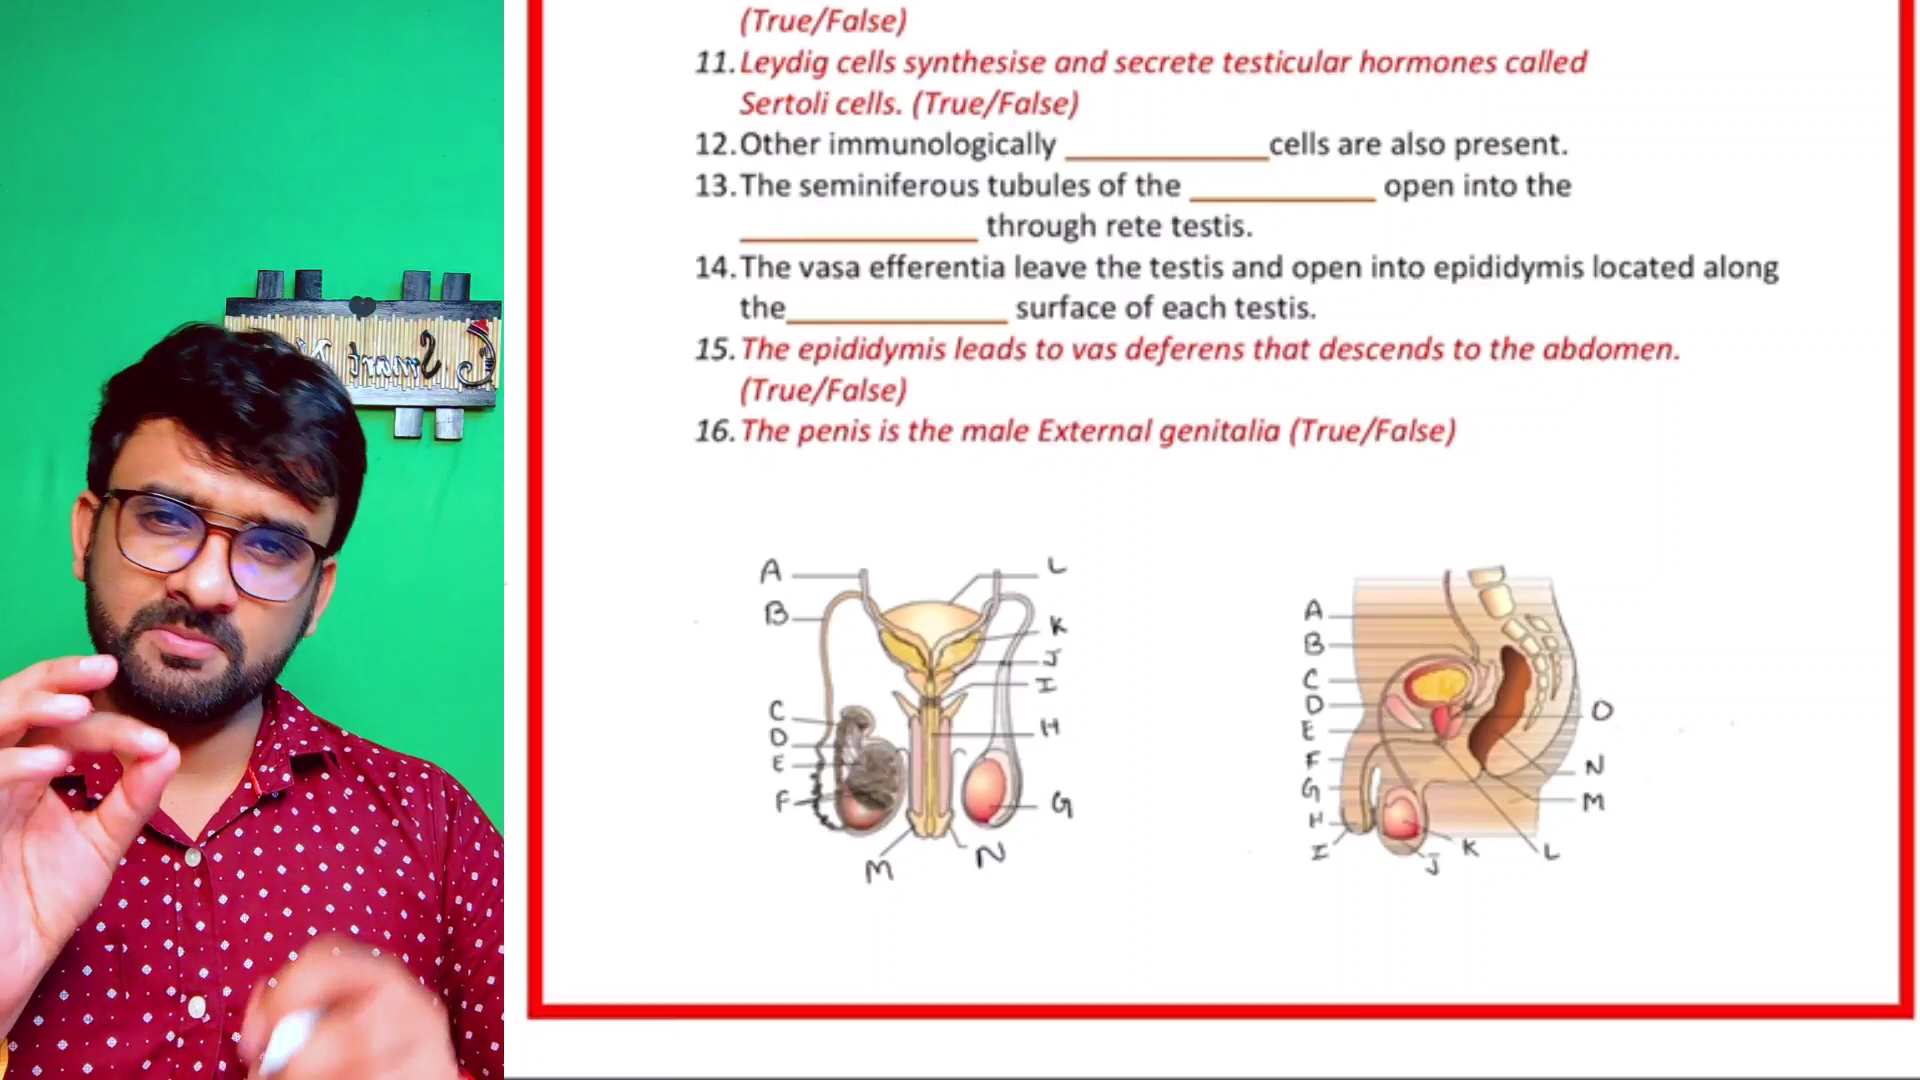 (True/False)
11. Leydig cells synthesise and secrete testicular hormones called
Sertoli cells. (True/False)
12. Other immunologically ____________ cells are also present.
13. The seminiferous tubules of the ____________ open into the
____________ through rete testis.
14. The vasa efferentia leave the testis and open into epididymis located along
the ____________ surface of each testis.
15. The epididymis leads to vas deferens that descends to the abdomen.
(True/False)
16. The penis is the male External genitalia (True/False)
A
B
C
D
E
F
L
K
J
I
H
G
M
N
A
B
C
D
E
F
G
H
I
J
K
L
M
N
O
Smart